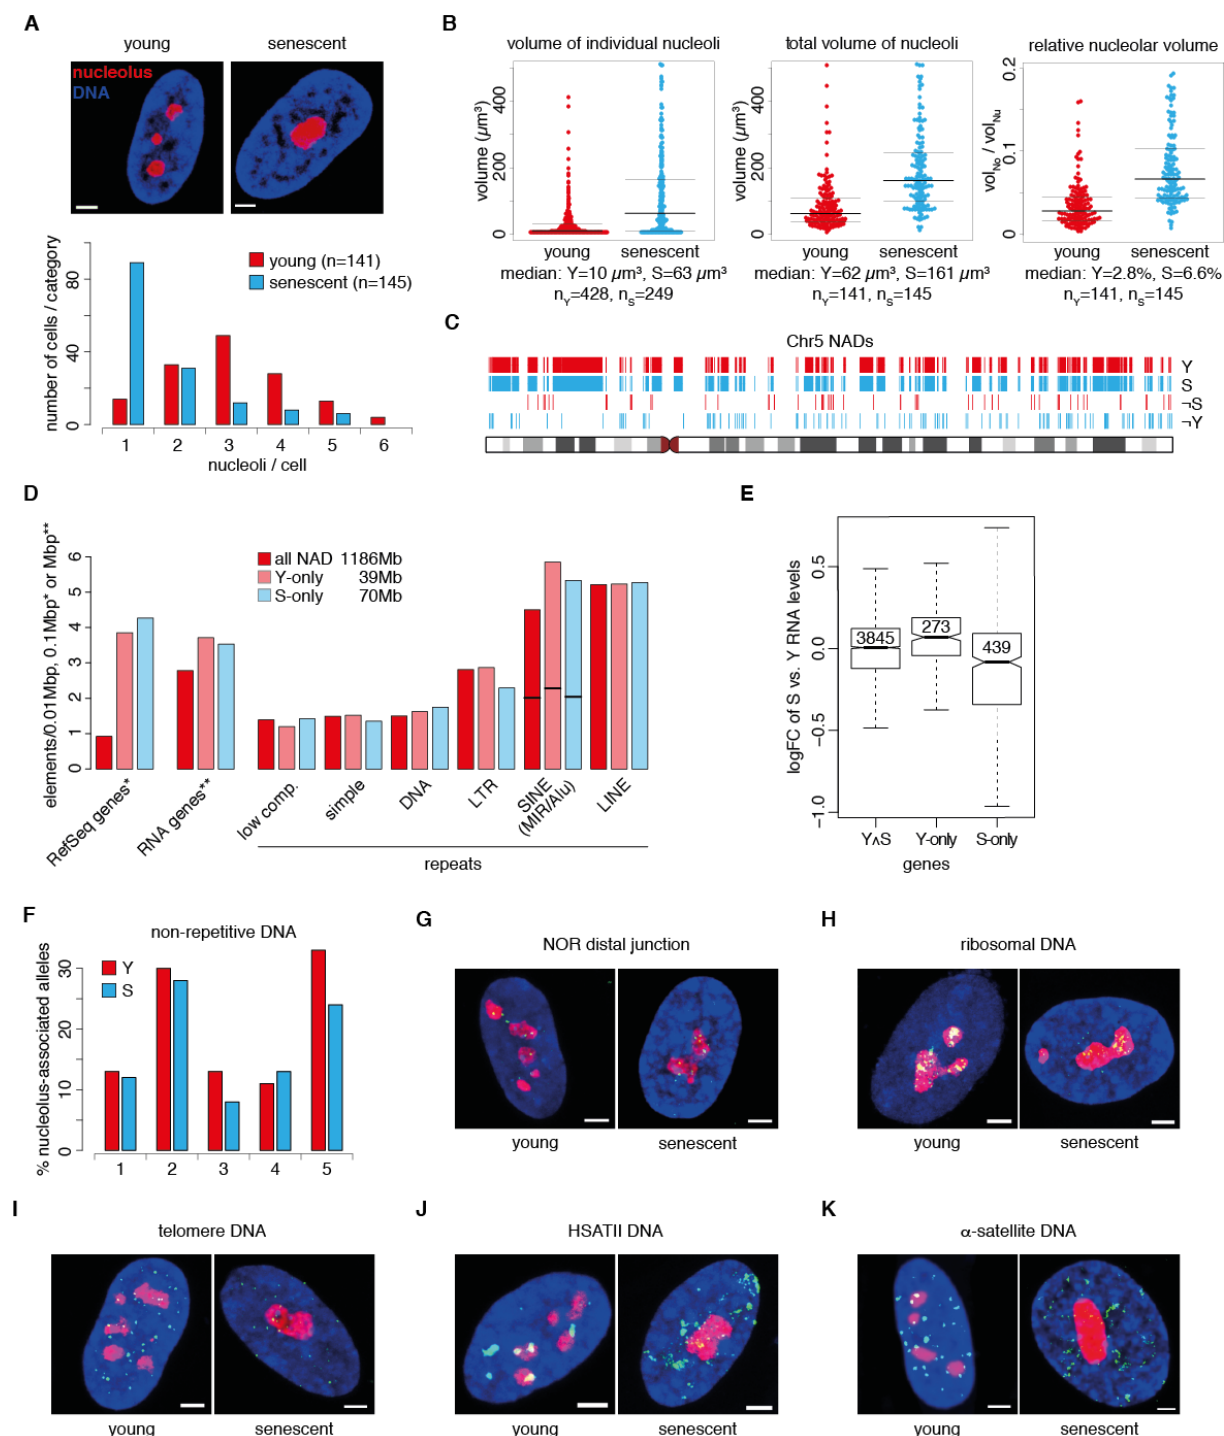 A
young
senescent
nucleolus
DNA
number of cells / category
80
40
0
young (n=141)
senescent (n=145)
1 2 3 4 5 6
nucleoli / cell
B
volume of individual nucleoli
volume (µm³)
400
200
0
young senescent
median: Y=10 µm³, S=63 µm³
nY=428, nS=249
total volume of nucleoli
volume (µm³)
400
200
0
young senescent
median: Y=62 µm³, S=161 µm³
nY=141, nS=145
relative nucleolar volume
volNo / volNu
0.2
0.1
0
young senescent
median: Y=2.8%, S=6.6%
nY=141, nS=145
C
Chr5 NADs
Y
S
¬S
¬Y
D
elements/0.01Mbp, 0.1Mbp* or Mbp**
6
5
4
3
2
1
0
all NAD 1186Mb
Y-only 39Mb
S-only 70Mb
RefSeq genes*
RNA genes**
low comp.
simple
DNA
LTR
SINE
(MIR/Alu)
LINE
repeats
E
logFC of S vs. Y RNA levels
0.5
0.0
−0.5
−1.0
3845
273
439
Y∧S Y-only S-only
genes
F
non-repetitive DNA
% nucleolus-associated alleles
30
20
10
0
Y
S
1 2 3 4 5
G
NOR distal junction
young senescent
H
ribosomal DNA
young senescent
I
telomere DNA
young senescent
J
HSATII DNA
young senescent
K
α-satellite DNA
young senescent